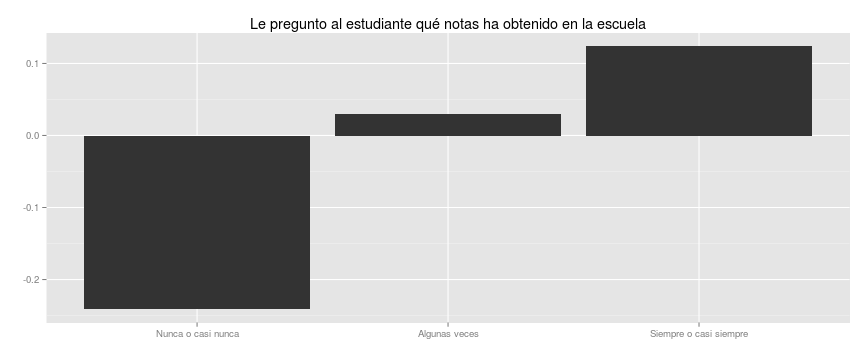 Le pregunto al estudiante qué notas ha obtenido en la escuela
0.1
0.0
-0.1
-0.2
Nunca o casi nunca
Algunas veces
Siempre o casi siempre